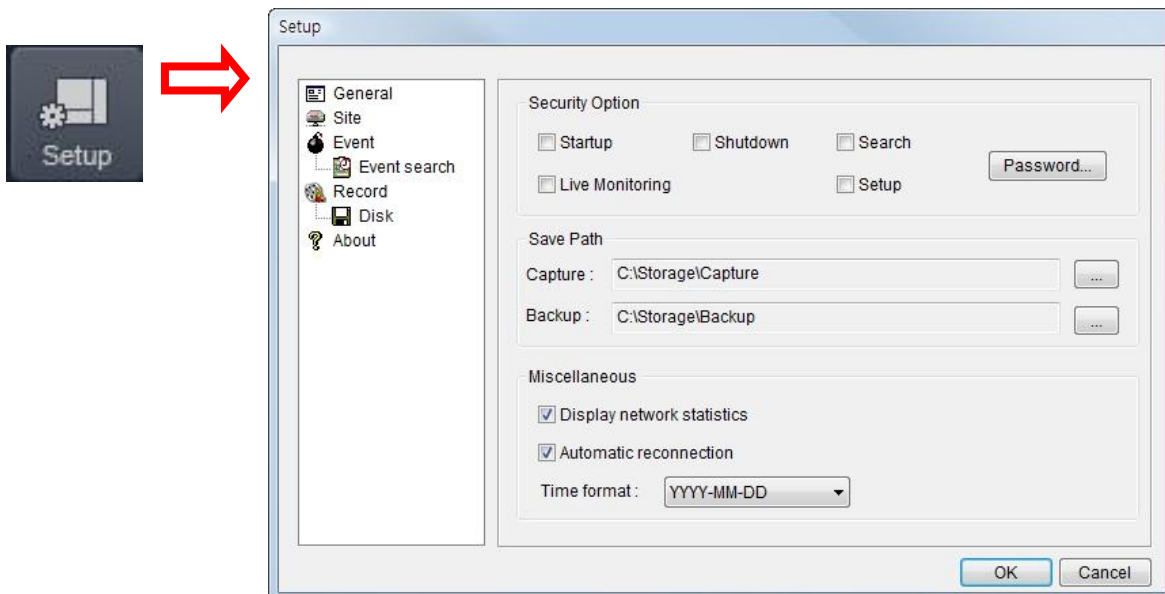 Setup
Setup
General
Site
Event
Event search
Record
Disk
About
Security Option
Startup Shutdown Search
Password...
Live Monitoring Setup
Save Path
Capture : C:\Storage\Capture ...
Backup : C:\Storage\Backup ...
Miscellaneous
Display network statistics
Automatic reconnection
Time format : YYYY-MM-DD
OK Cancel